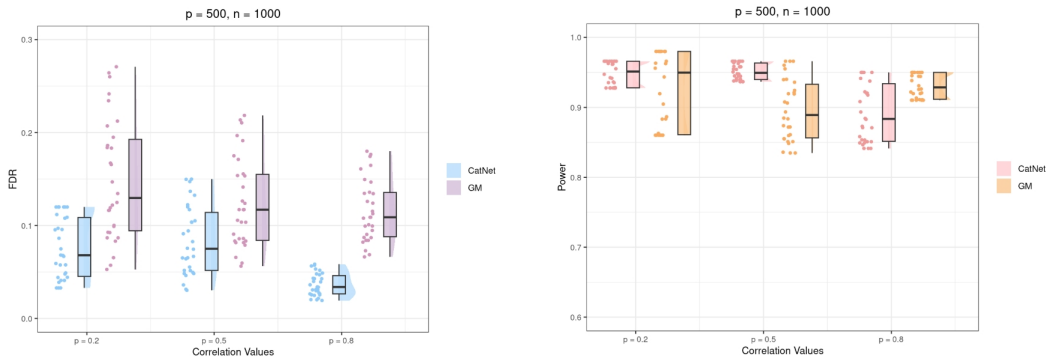 p = 500, n = 1000
0.3
0.2
0.1
0.0
FDR
p = 0.2
p = 0.5
p = 0.8
Correlation Values
CatNet
GM
p = 500, n = 1000
1.0
0.9
0.8
0.7
0.6
Power
p = 0.2
p = 0.5
p = 0.8
Correlation Values
CatNet
GM